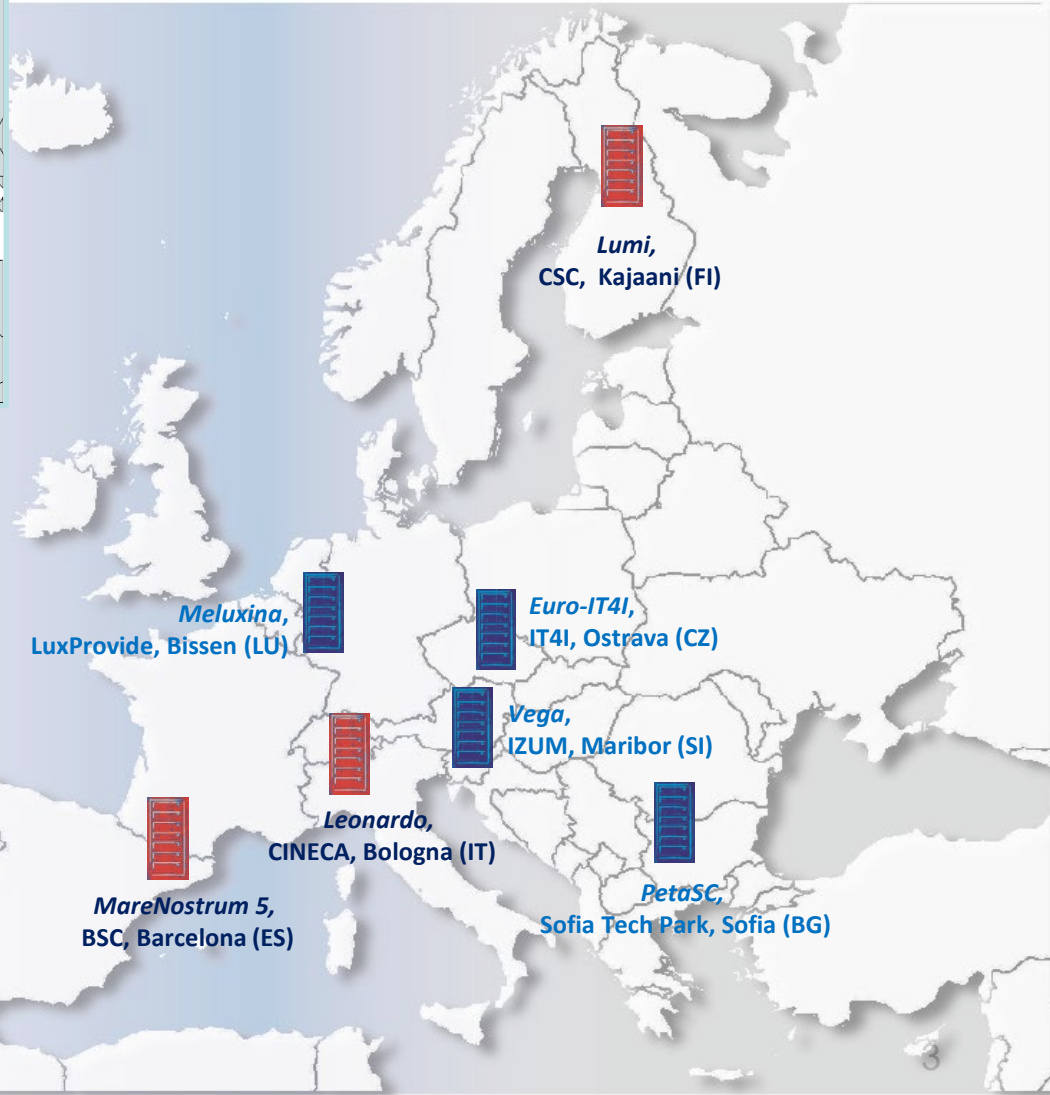 Lumi,
CSC, Kajaani (FI)
Meluxina,
LuxProvide, Bissen (LU)
Euro-IT4I,
IT4I, Ostrava (CZ)
Vega,
IZUM, Maribor (SI)
Leonardo,
CINECA, Bologna (IT)
MareNostrum 5,
BSC, Barcelona (ES)
PetaSC,
Sofia Tech Park, Sofia (BG)
3